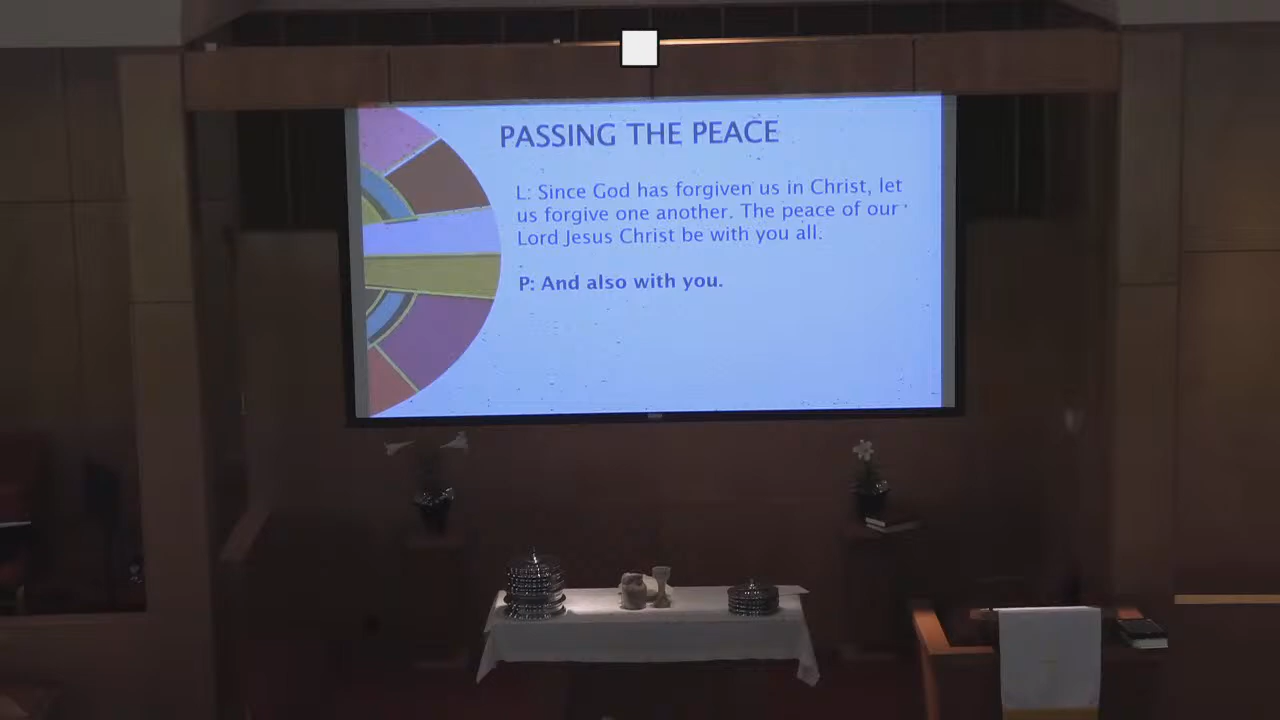 PASSING THE PEACE
L: Since God has forgiven us in Christ, let
us forgive one another. The peace of our
Lord Jesus Christ be with you all.
P: And also with you.